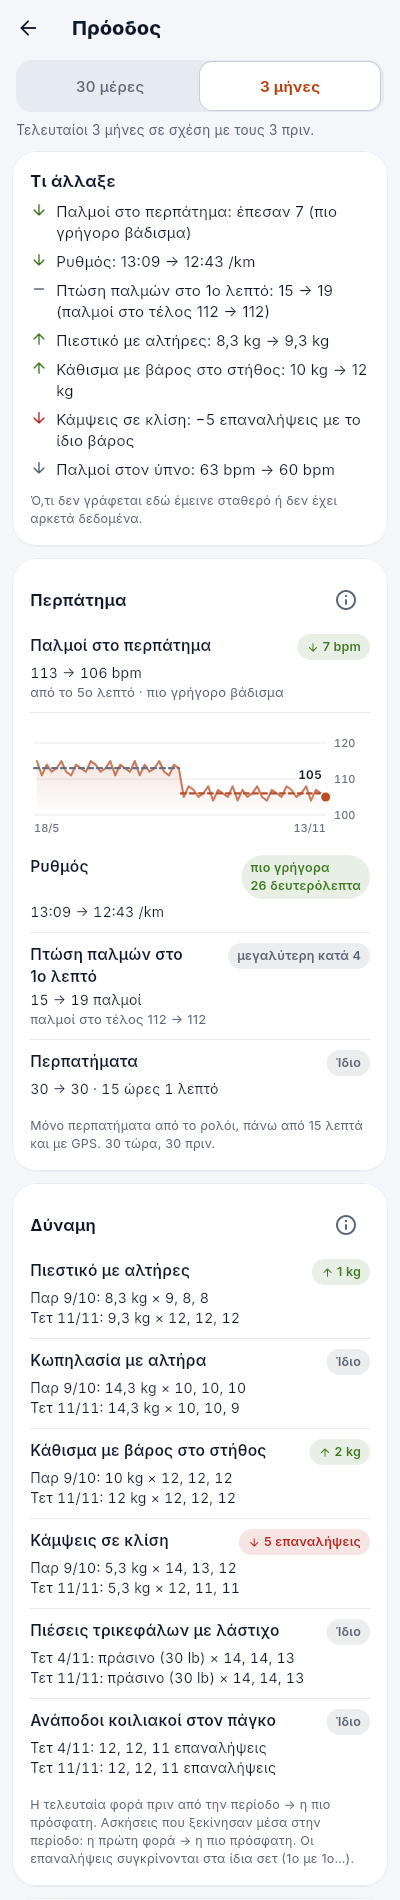 Πρόοδος
30 μέρες
3 μήνες
Τελευταίοι 3 μήνες σε σχέση με τους 3 πριν.
Τι άλλαξε
↓ Παλμοί στο περπάτημα: έπεσαν 7 (πιο
γρήγορο βάδισμα)
↓ Ρυθμός: 13:09 → 12:43 /km
– Πτώση παλμών στο 1ο λεπτό: 15 → 19
(παλμοί στο τέλος 112 → 112)
↑ Πιεστικό με αλτήρες: 8,3 kg → 9,3 kg
↑ Κάθισμα με βάρος στο στήθος: 10 kg → 12
kg
↓ Κάμψεις σε κλίση: −5 επαναλήψεις με το
ίδιο βάρος
↓ Παλμοί στον ύπνο: 63 bpm → 60 bpm
Ό,τι δεν γράφεται εδώ έμεινε σταθερό ή δεν έχει
αρκετά δεδομένα.
Περπάτημα
Παλμοί στο περπάτημα
↓ 7 bpm
113 → 106 bpm
από το 5ο λεπτό · πιο γρήγορο βάδισμα
120
105
110
100
18/5
13/11
Ρυθμός
πιο γρήγορα
26 δευτερόλεπτα
13:09 → 12:43 /km
Πτώση παλμών στο
1ο λεπτό
μεγαλύτερη κατά 4
15 → 19 παλμοί
παλμοί στο τέλος 112 → 112
Περπατήματα
Ίδιο
30 → 30 · 15 ώρες 1 λεπτό
Μόνο περπατήματα από το ρολόι, πάνω από 15 λεπτά
και με GPS. 30 τώρα, 30 πριν.
Δύναμη
Πιεστικό με αλτήρες
↑ 1 kg
Παρ 9/10: 8,3 kg × 9, 8, 8
Τετ 11/11: 9,3 kg × 12, 12, 12
Κωπηλασία με αλτήρα
Ίδιο
Παρ 9/10: 14,3 kg × 10, 10, 10
Τετ 11/11: 14,3 kg × 10, 10, 9
Κάθισμα με βάρος στο στήθος
↑ 2 kg
Παρ 9/10: 10 kg × 12, 12, 12
Τετ 11/11: 12 kg × 12, 12, 12
Κάμψεις σε κλίση
↓ 5 επαναλήψεις
Παρ 9/10: 5,3 kg × 14, 13, 12
Τετ 11/11: 5,3 kg × 12, 11, 11
Πιέσεις τρικεφάλων με λάστιχο
Ίδιο
Τετ 4/11: πράσινο (30 lb) × 14, 14, 13
Τετ 11/11: πράσινο (30 lb) × 14, 14, 13
Ανάποδοι κοιλιακοί στον πάγκο
Ίδιο
Τετ 4/11: 12, 12, 11 επαναλήψεις
Τετ 11/11: 12, 12, 11 επαναλήψεις
Η τελευταία φορά πριν από την περίοδο → η πιο
πρόσφατη. Ασκήσεις που ξεκίνησαν μέσα στην
περίοδο: η πρώτη φορά → η πιο πρόσφατη. Οι
επαναλήψεις συγκρίνονται στα ίδια σετ (1ο με 1ο…).